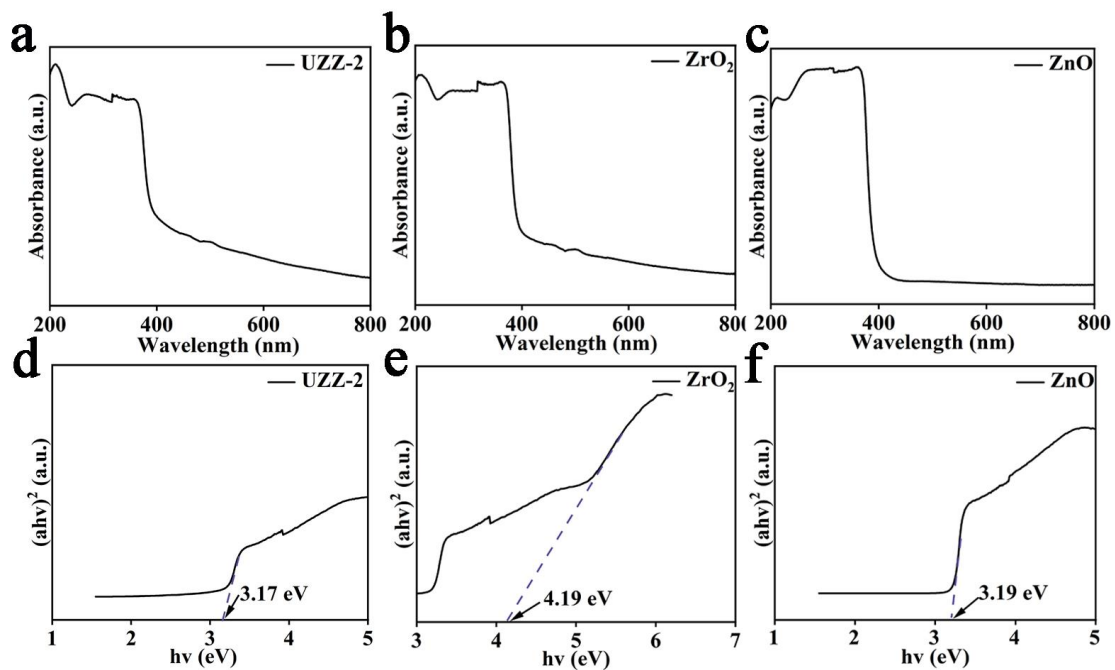 a
UZZ-2
Absorbance (a.u.)
200 400 600 800
Wavelength (nm)
b
ZrO2
Absorbance (a.u.)
200 400 600 800
Wavelength (nm)
c
ZnO
Absorbance (a.u.)
200 400 600 800
Wavelength (nm)
d
UZZ-2
(ahv)²(a.u.)
3.17 eV
1 2 3 4 5
hv (eV)
e
ZrO2
(ahv)² (a.u.)
4.19 eV
3 4 5 6 7
hv (eV)
f
ZnO
(ahv)² (a.u.)
3.19 eV
1 2 3 4 5
hv (eV)